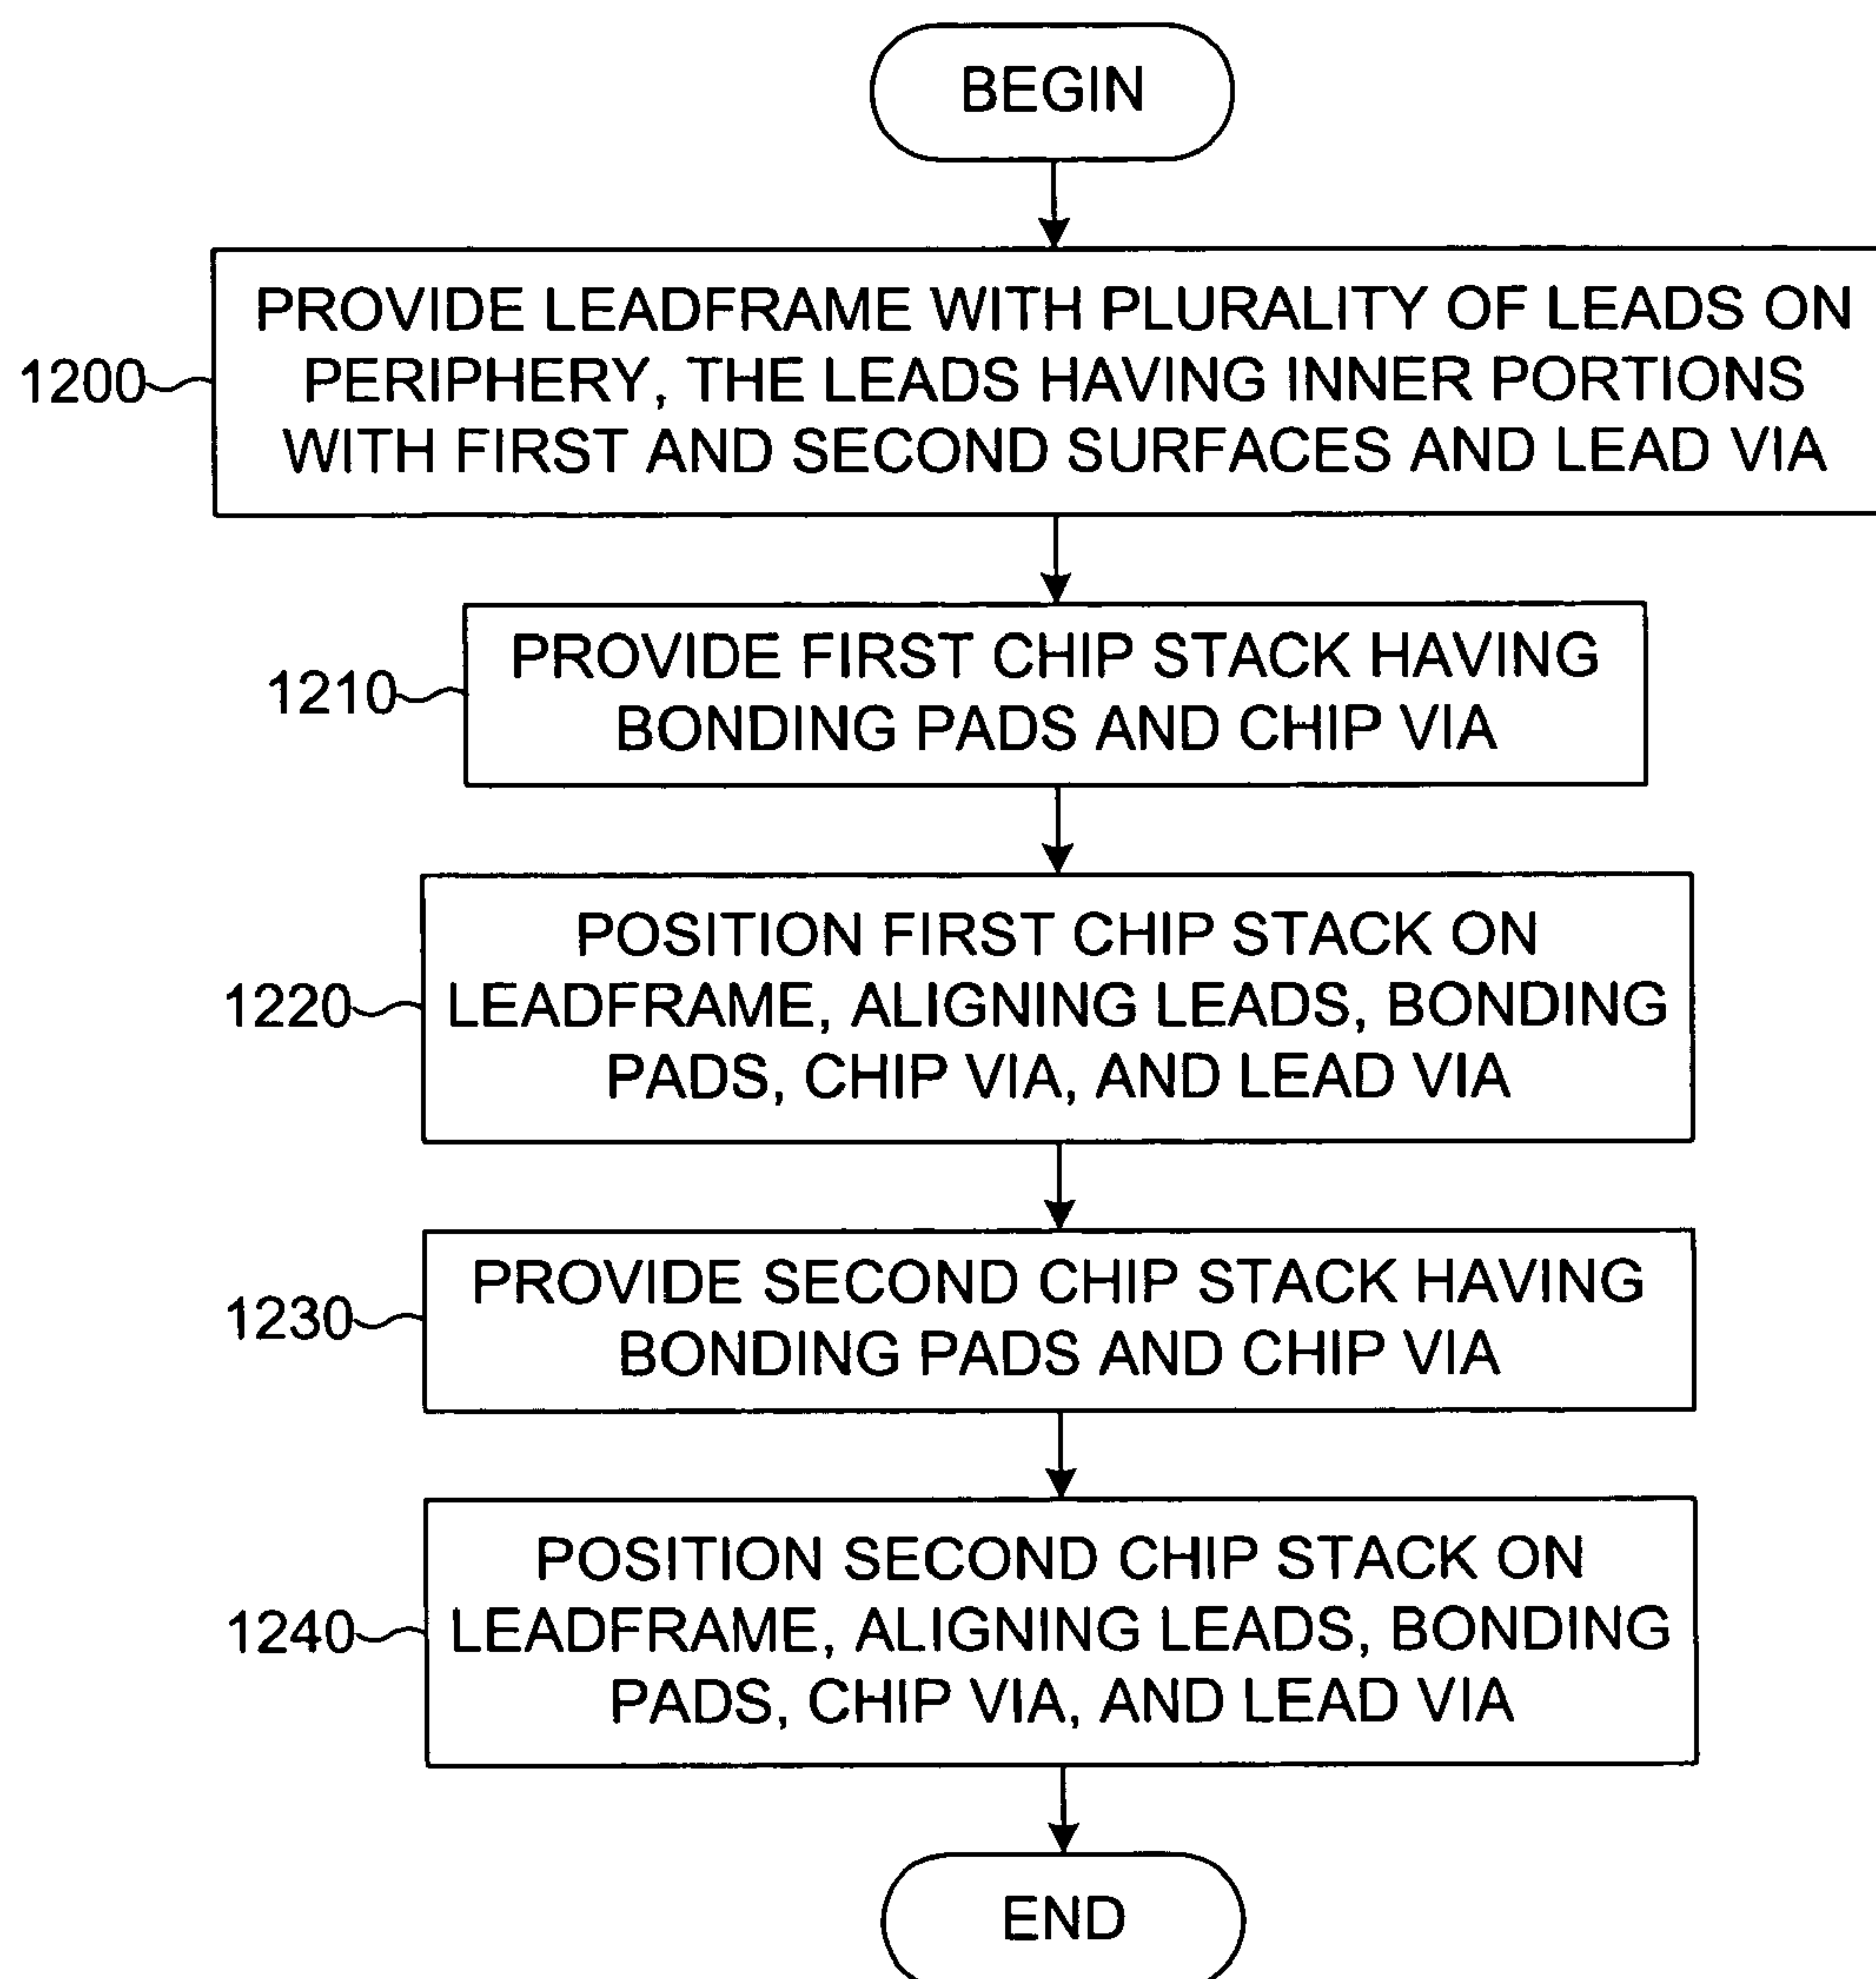 BEGIN
1200
PROVIDE LEADFRAME WITH PLURALITY OF LEADS ON
PERIPHERY, THE LEADS HAVING INNER PORTIONS
WITH FIRST AND SECOND SURFACES AND LEAD VIA
1210
PROVIDE FIRST CHIP STACK HAVING
BONDING PADS AND CHIP VIA
1220
POSITION FIRST CHIP STACK ON
LEADFRAME, ALIGNING LEADS, BONDING
PADS, CHIP VIA, AND LEAD VIA
1230
PROVIDE SECOND CHIP STACK HAVING
BONDING PADS AND CHIP VIA
1240
POSITION SECOND CHIP STACK ON
LEADFRAME, ALIGNING LEADS, BONDING
PADS, CHIP VIA, AND LEAD VIA
END